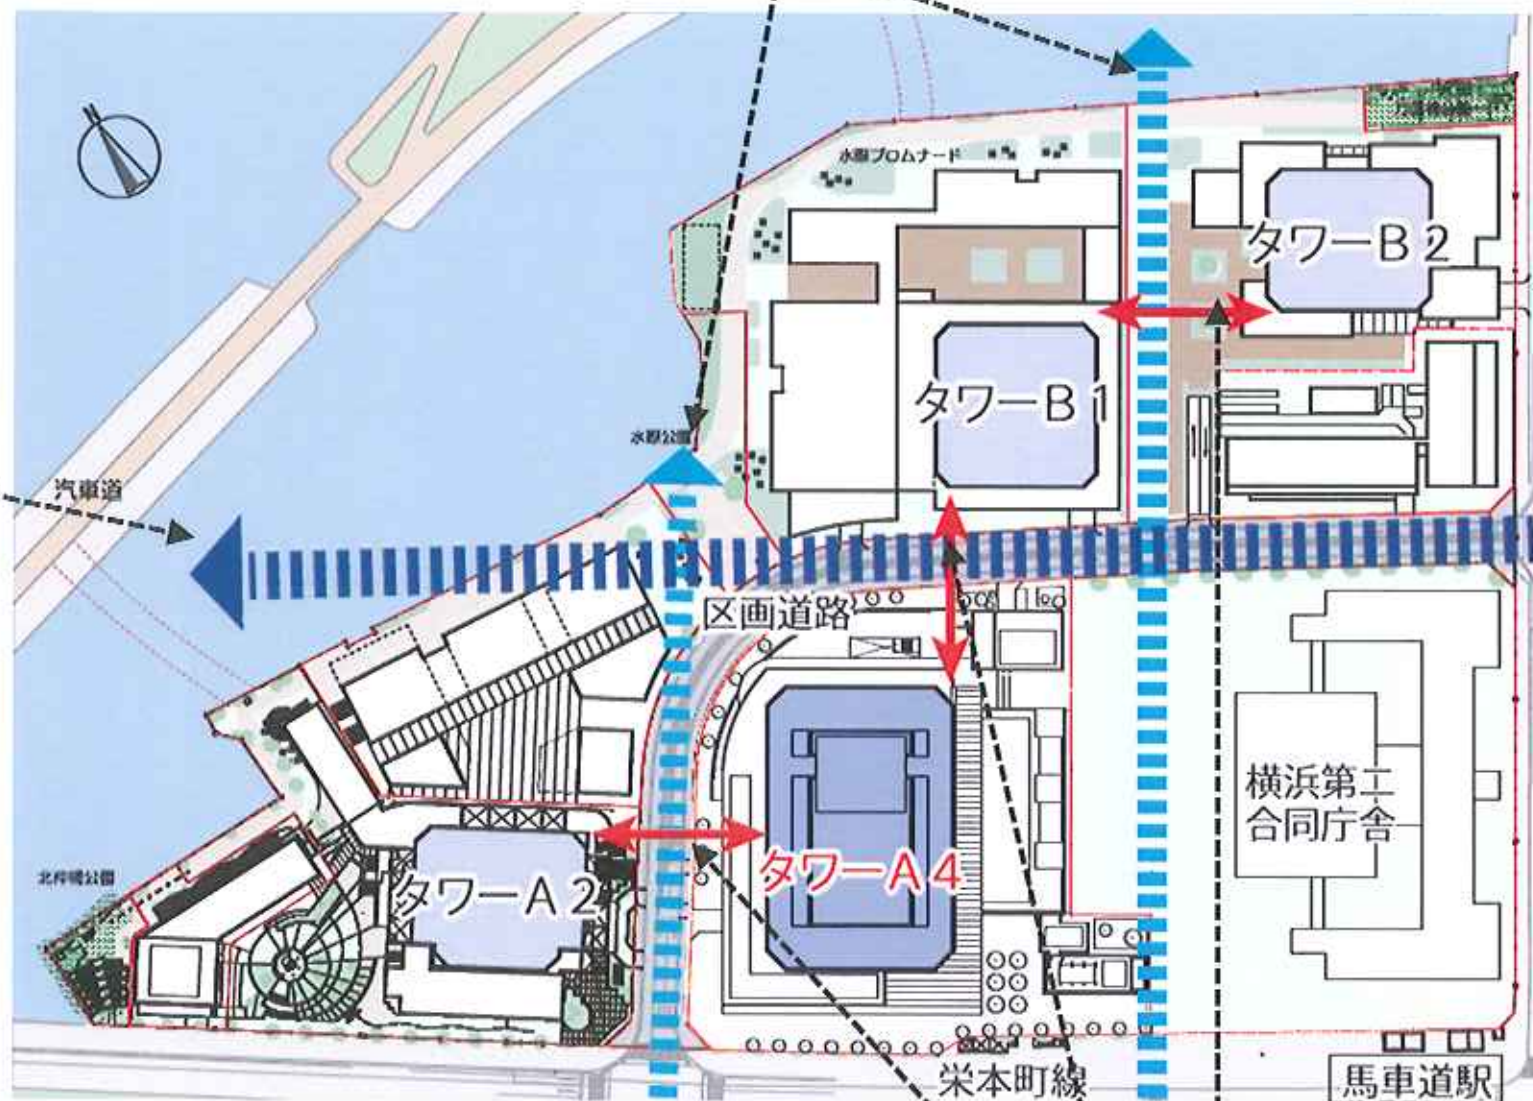 水際プロムナード
タワーB2
タワーB1
水際公園
汽車道
区画道路
横浜第二
合同庁舎
タワーA4
タワーA2
北仲橋公園
栄本町線
馬車道駅